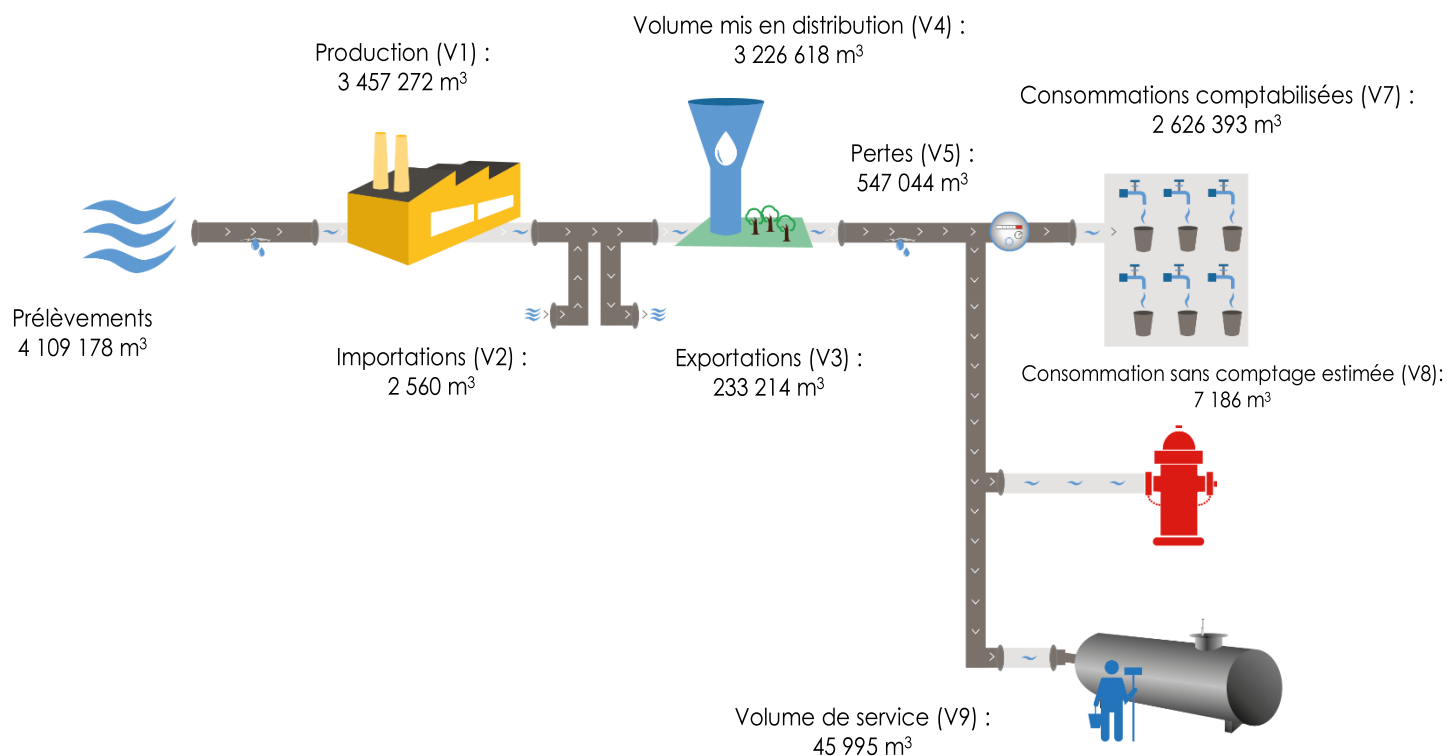 Volume mis en distribution (V4) :
3 226 618 m³
Production (V1) :
3 457 272 m³
Consommations comptabilisées (V7) :
2 626 393 m³
Pertes (V5) :
547 044 m³
Prélèvements
4 109 178 m³
Importations (V2) :
2 560 m³
Exportations (V3) :
233 214 m³
Consommation sans comptage estimée (V8):
7 186 m³
Volume de service (V9) :
45 995 m³